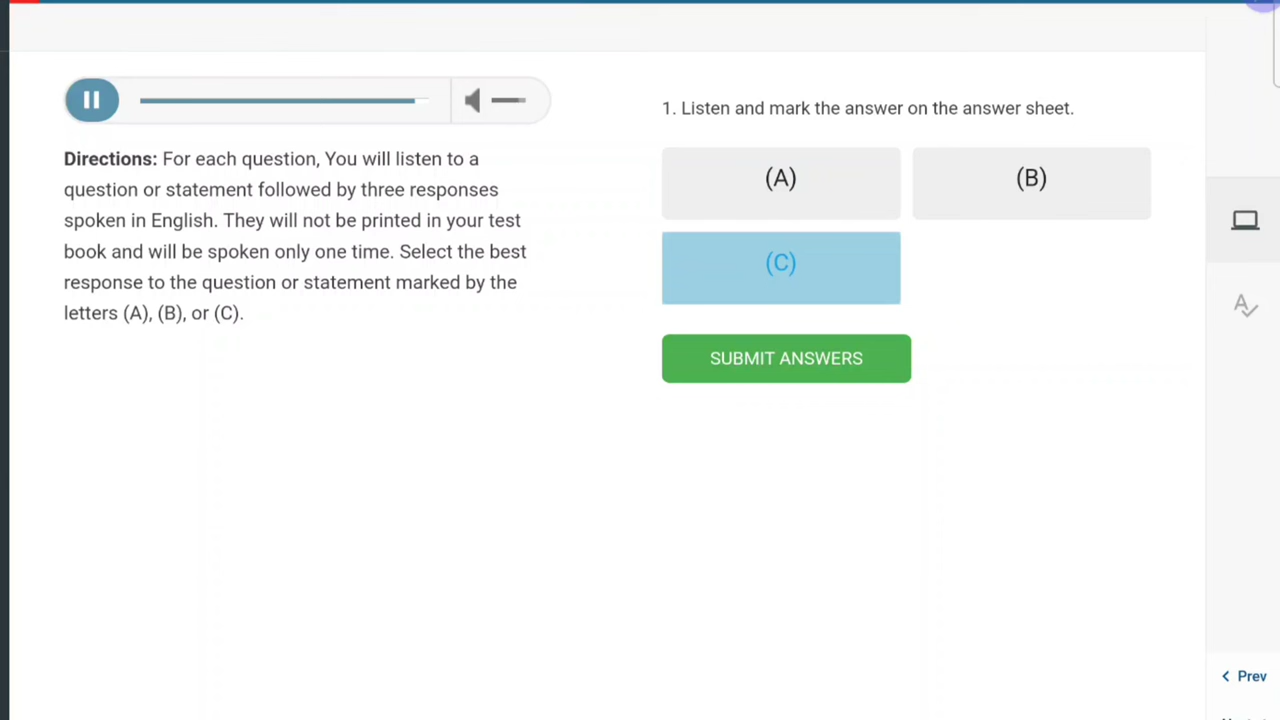 Directions: For each question, You will listen to a
question or statement followed by three responses
spoken in English. They will not be printed in your test
book and will be spoken only one time. Select the best
response to the question or statement marked by the
letters (A), (B), or (C).
1. Listen and mark the answer on the answer sheet.
(A)
(B)
(C)
SUBMIT ANSWERS
Prev